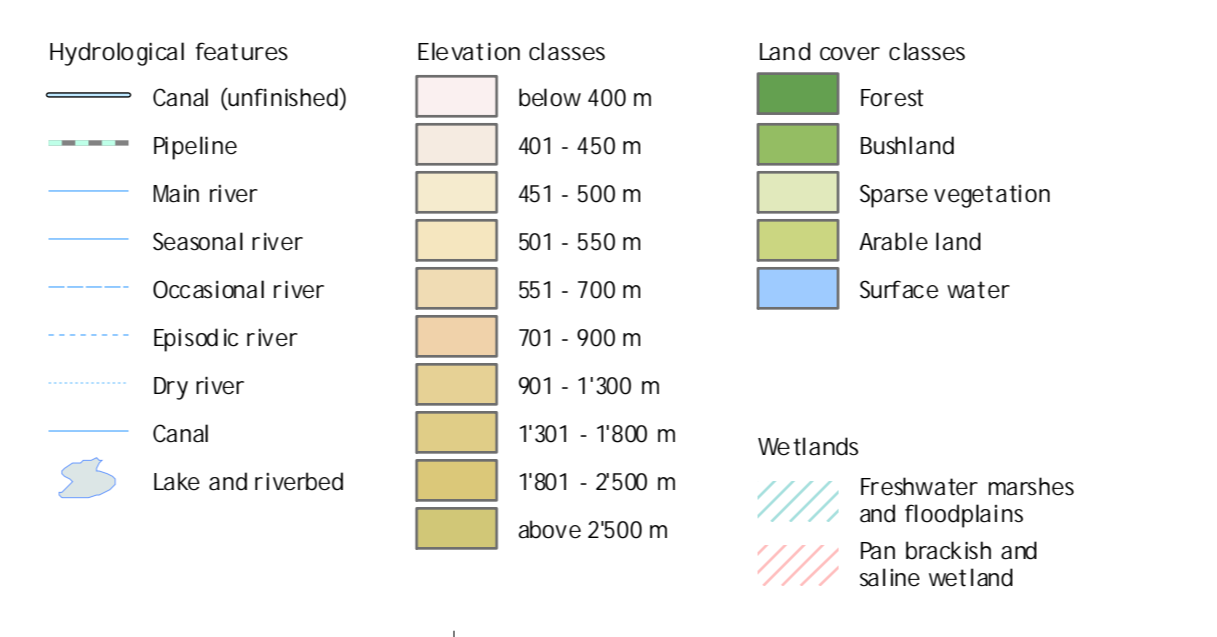 Hydrological features
Canal (unfinished)
Pipeline
Main river
Seasonal river
Occasional river
Episodic river
Dry river
Canal
Lake and riverbed
Elevation classes
below 400 m
401 - 450 m
451 - 500 m
501 - 550 m
551 - 700 m
701 - 900 m
901 - 1'300 m
1'301 - 1'800 m
1'801 - 2'500 m
above 2'500 m
Land cover classes
Forest
Bushland
Sparse vegetation
Arable land
Surface water
Wetlands
Freshwater marshes
and floodplains
Pan brackish and
saline wetland